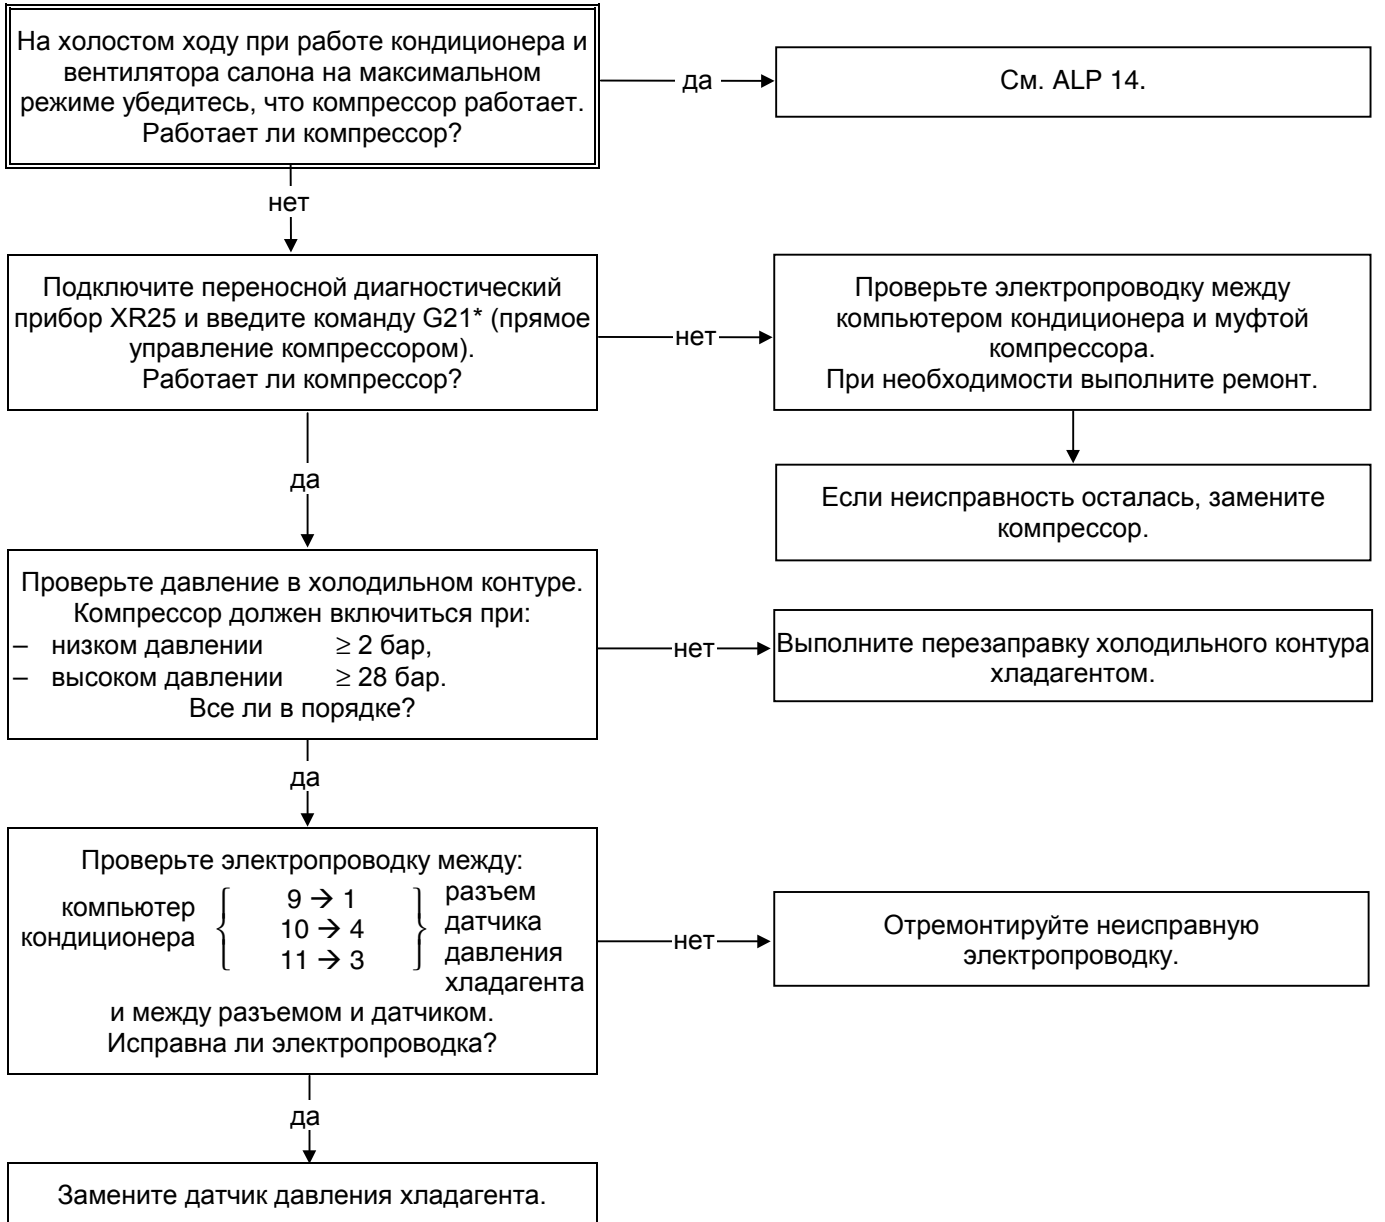 На холостом ходу при работе кондиционера и
вентилятора салона на максимальном
режиме убедитесь, что компрессор работает.
Работает ли компрессор?
да
См. ALP 14.
нет
Подключите переносной диагностический
прибор XR25 и введите команду G21* (прямое
управление компрессором).
Работает ли компрессор?
нет
Проверьте электропроводку между
компьютером кондиционера и муфтой
компрессора.
При необходимости выполните ремонт.
Если неисправность осталась, замените
компрессор.
да
Проверьте давление в холодильном контуре.
Компрессор должен включиться при:
– низком давлении ≥ 2 бар,
– высоком давлении ≥ 28 бар.
Все ли в порядке?
нет
Выполните перезаправку холодильного контура
хладагентом.
да
Проверьте электропроводку между:
компьютер
кондиционера
9 → 1
10 → 4
11 → 3
разъем
датчика
давления
хладагента
и между разъемом и датчиком.
Исправна ли электропроводка?
нет
Отремонтируйте неисправную
электропроводку.
да
Замените датчик давления хладагента.